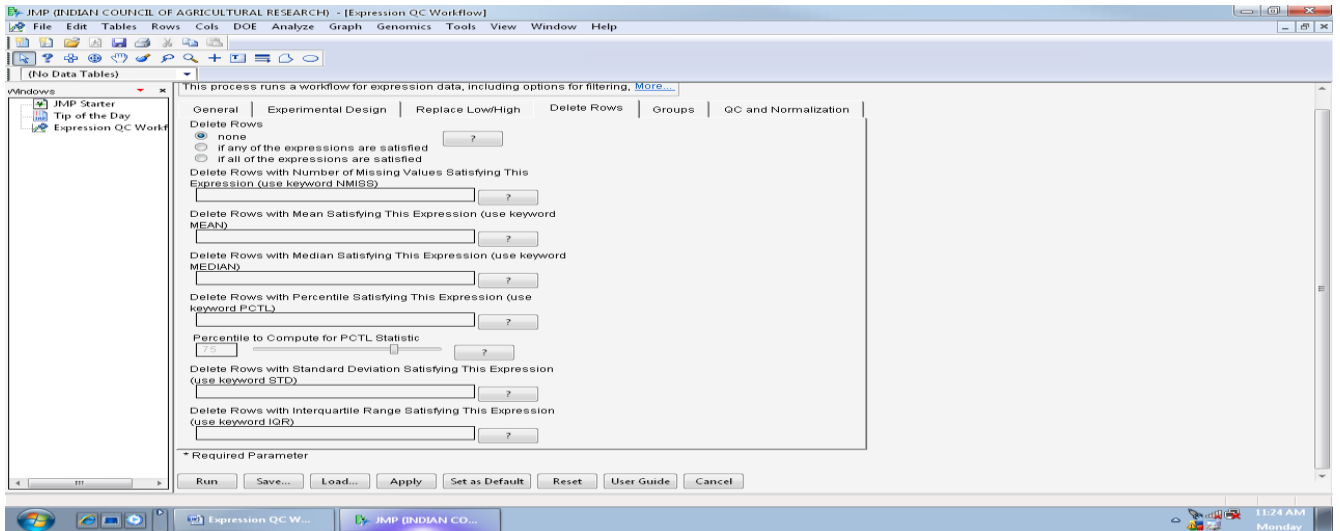 JMP (INDIAN COUNCIL OF AGRICULTURAL RESEARCH) - [Expression QC Workflow]
File Edit Tables Rows Cols DOE Analyze Graph Genomics Tools View Window Help
(No Data Tables)
Windows
JMP Starter
Tip of the Day
Expression QC Workf
This process runs a workflow for expression data, including options for filtering, More...
General Experimental Design Replace Low/High Delete Rows Groups QC and Normalization
Delete Rows
none
?
if any of the expressions are satisfied
if all of the expressions are satisfied
Delete Rows with Number of Missing Values Satisfying This
Expression (use keyword NMISS)
?
Delete Rows with Mean Satisfying This Expression (use keyword
MEAN)
?
Delete Rows with Median Satisfying This Expression (use keyword
MEDIAN)
?
Delete Rows with Percentile Satisfying This Expression (use
keyword PCTL)
?
Percentile to Compute for PCTL Statistic
75 ?
Delete Rows with Standard Deviation Satisfying This Expression
(use keyword STD)
?
Delete Rows with Interquartile Range Satisfying This Expression
(use keyword IQR)
?
* Required Parameter
Run Save... Load... Apply Set as Default Reset User Guide Cancel
Expression QC W... JMP (INDIAN CO... 11:24 AM
Monday